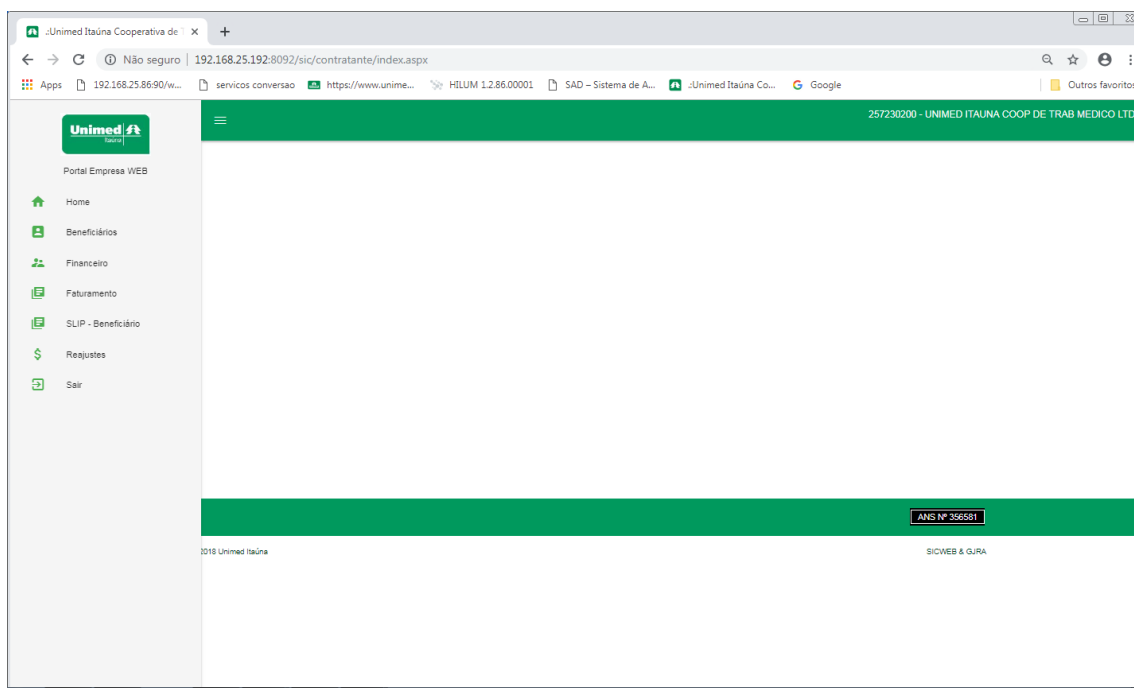 .:Unimed Itaúna Cooperativa de T
Não seguro | 192.168.25.192:8092/sic/contratante/index.aspx
Apps 192.168.25.86:90/w... servicos conversao https://www.unime... HILUM 1.2.86.00001 SAD – Sistema de A... .:Unimed Itaúna Co... Google Outros favoritos
257230200 - UNIMED ITAUNA COOP DE TRAB MEDICO LTD
Unimed
Itaúna
Portal Empresa WEB
Home
Beneficiários
Financeiro
Faturamento
SLIP - Beneficiário
Reajustes
Sair
ANS Nº 356581
2018 Unimed Itaúna SICWEB & GJRA